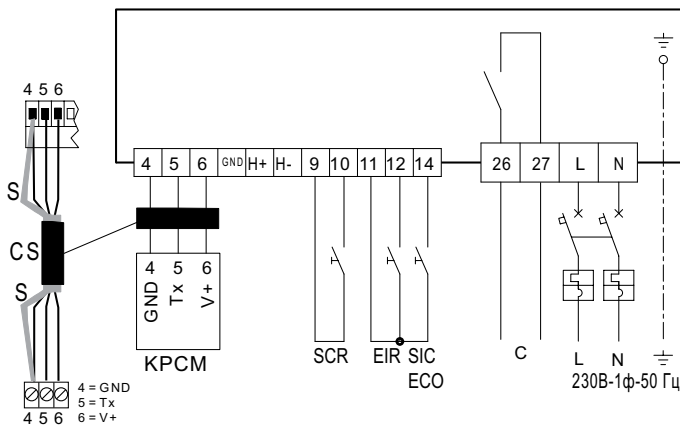 4 5 6
4 5 6 GND H+ H- 9 10 11 12 14 26 27 L N
S
CS
S
4 5 6
GND Tx V+
KPCM
SCR EIR SIC
ECO
C
L N
230В-1ф-50 Гц
4 = GND
5 = Tx
6 = V+
4 5 6